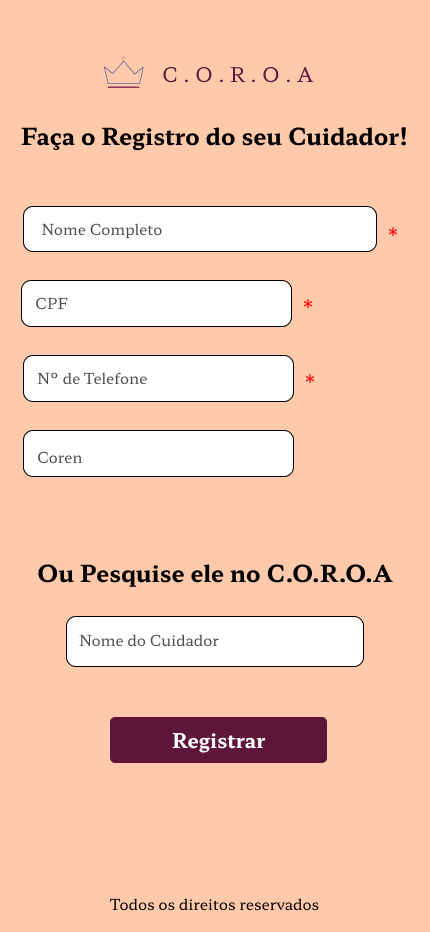 C.O.R.O.A
Faça o Registro do seu Cuidador!
Nome Completo *
CPF *
Nº de Telefone *
Coren
Ou Pesquise ele no C.O.R.O.A
Nome do Cuidador
Registrar
Todos os direitos reservados